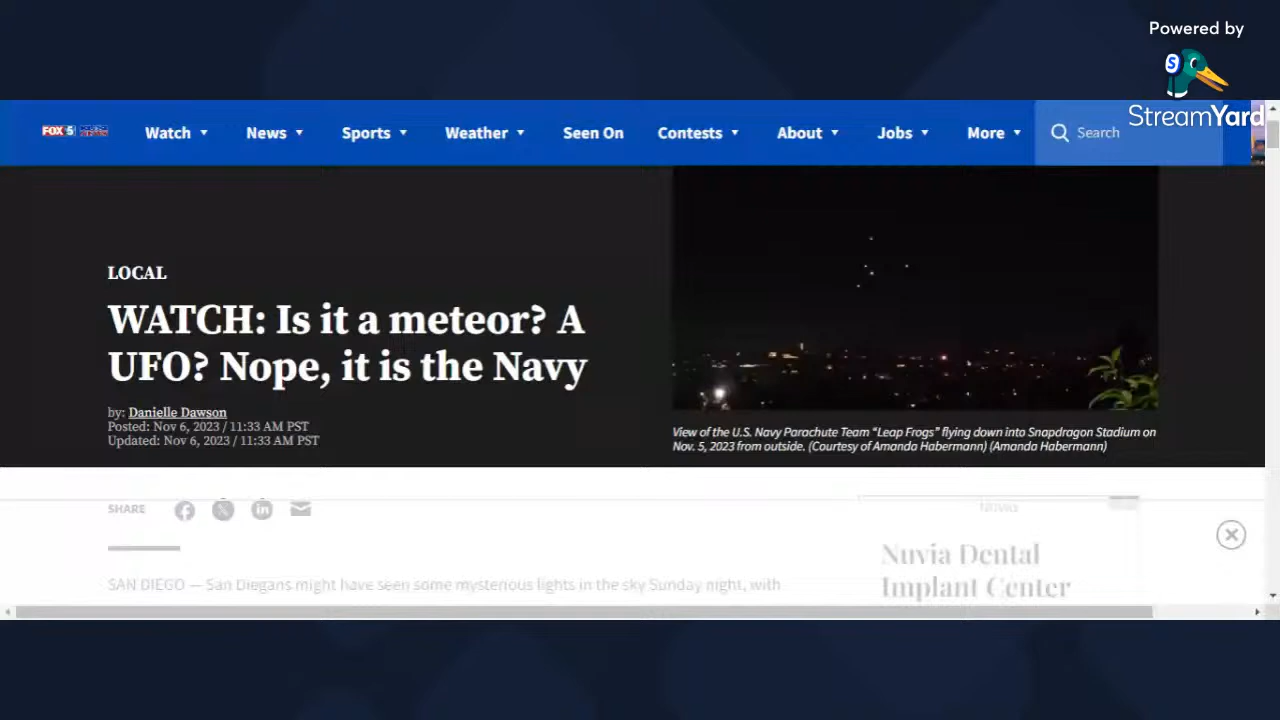 Powered by
StreamYard
FOX 5
Watch
News
Sports
Weather
Seen On
Contests
About
Jobs
More
Search
LOCAL
WATCH: Is it a meteor? A
UFO? Nope, it is the Navy
by: Danielle Dawson
Posted: Nov 6, 2023 / 11:33 AM PST
Updated: Nov 6, 2023 / 11:33 AM PST
View of the U.S. Navy Parachute Team “Leap Frogs” flying down into Snapdragon Stadium on
Nov. 5, 2023 from outside. (Courtesy of Amanda Habermann) (Amanda Habermann)
SHARE
SAN DIEGO — San Diegans might have seen some mysterious lights in the sky Sunday night, with
Nuvia Dental
Implant Center